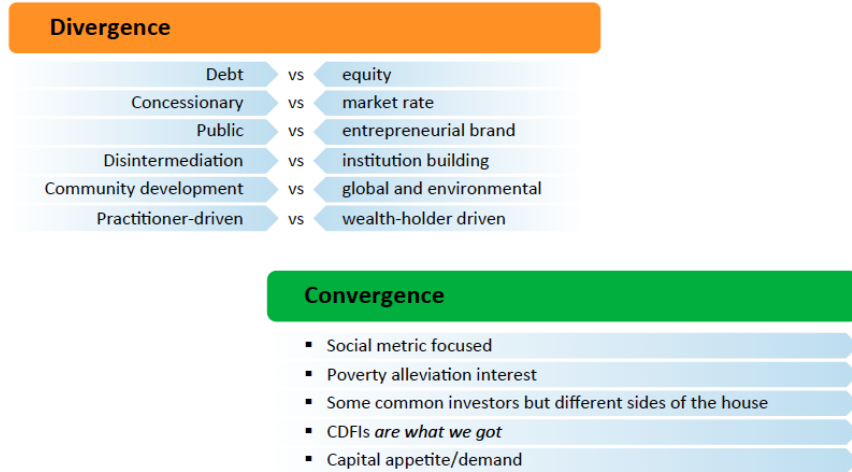 Divergence
Debt vs equity
Concessionary vs market rate
Public vs entrepreneurial brand
Disintermediation vs institution building
Community development vs global and environmental
Practitioner-driven vs wealth-holder driven
Convergence
▪ Social metric focused
▪ Poverty alleviation interest
▪ Some common investors but different sides of the house
▪ CDFIs are what we got
▪ Capital appetite/demand